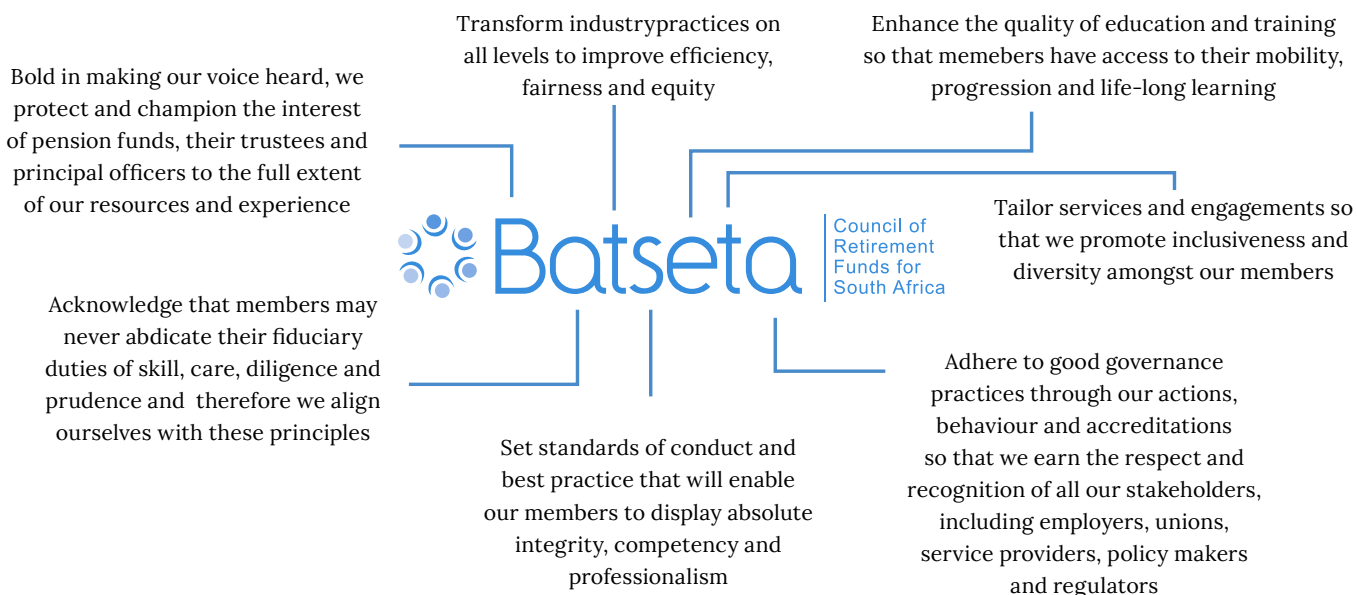 Bold in making our voice heard, we
protect and champion the interest
of pension funds, their trustees and
principal officers to the full extent
of our resources and experience
Transform industrypractices on
all levels to improve efficiency,
fairness and equity
Enhance the quality of education and training
so that memebers have access to their mobility,
progression and life-long learning
Tailor services and engagements so
that we promote inclusiveness and
diversity amongst our members
Batseta
Council of
Retirement
Funds for
South Africa
Acknowledge that members may
never abdicate their fiduciary
duties of skill, care, diligence and
prudence and therefore we align
ourselves with these principles
Set standards of conduct and
best practice that will enable
our members to display absolute
integrity, competency and
professionalism
Adhere to good governance
practices through our actions,
behaviour and accreditations
so that we earn the respect and
recognition of all our stakeholders,
including employers, unions,
service providers, policy makers
and regulators